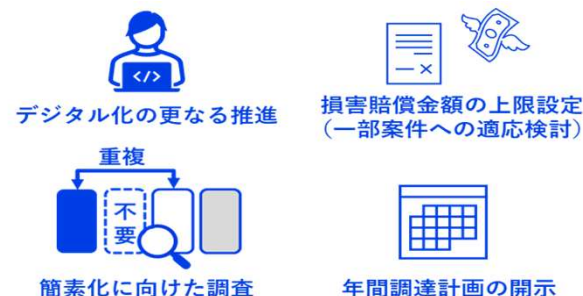 </>
デジタル化の更なる推進
損害賠償金額の上限設定
(一部案件への適応検討)
重複
不
要
簡素化に向けた調査
年間調達計画の開示